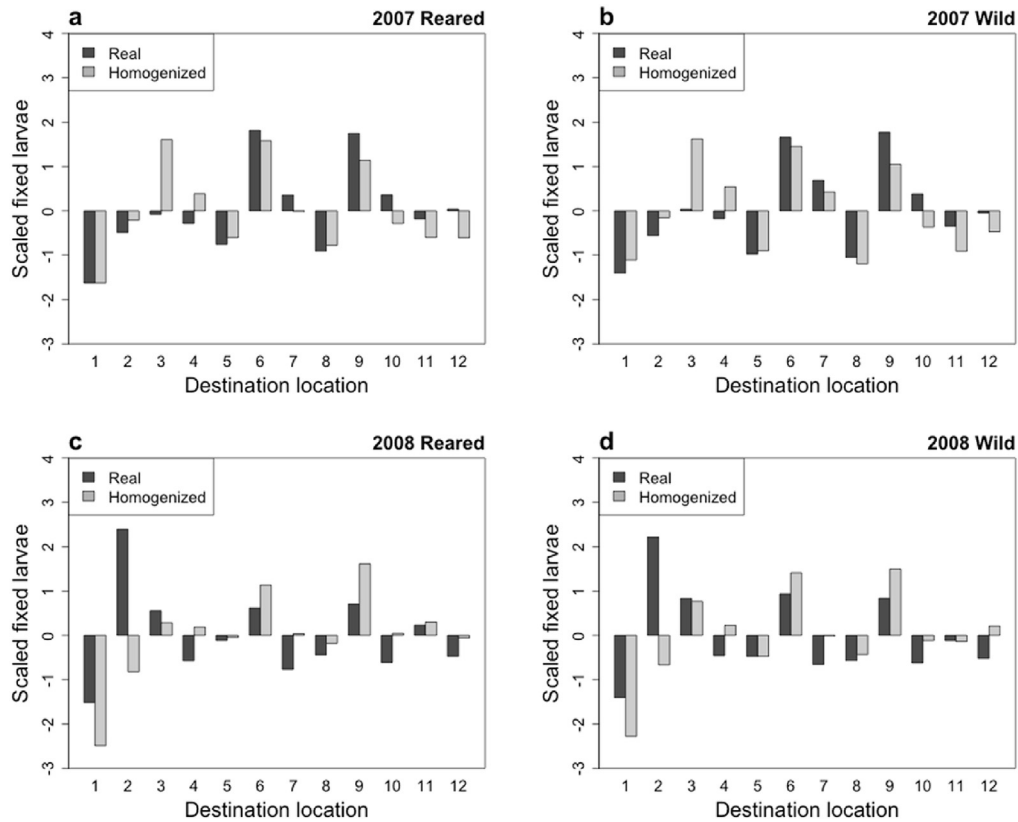 a 2007 Reared
Real
Homogenized
Scaled fixed larvae
4
3
2
1
0
-1
-2
-3
1 2 3 4 5 6 7 8 9 10 11 12
Destination location
b 2007 Wild
Real
Homogenized
Scaled fixed larvae
4
3
2
1
0
-1
-2
-3
1 2 3 4 5 6 7 8 9 10 11 12
Destination location
c 2008 Reared
Real
Homogenized
Scaled fixed larvae
4
3
2
1
0
-1
-2
-3
1 2 3 4 5 6 7 8 9 10 11 12
Destination location
d 2008 Wild
Real
Homogenized
Scaled fixed larvae
4
3
2
1
0
-1
-2
-3
1 2 3 4 5 6 7 8 9 10 11 12
Destination location